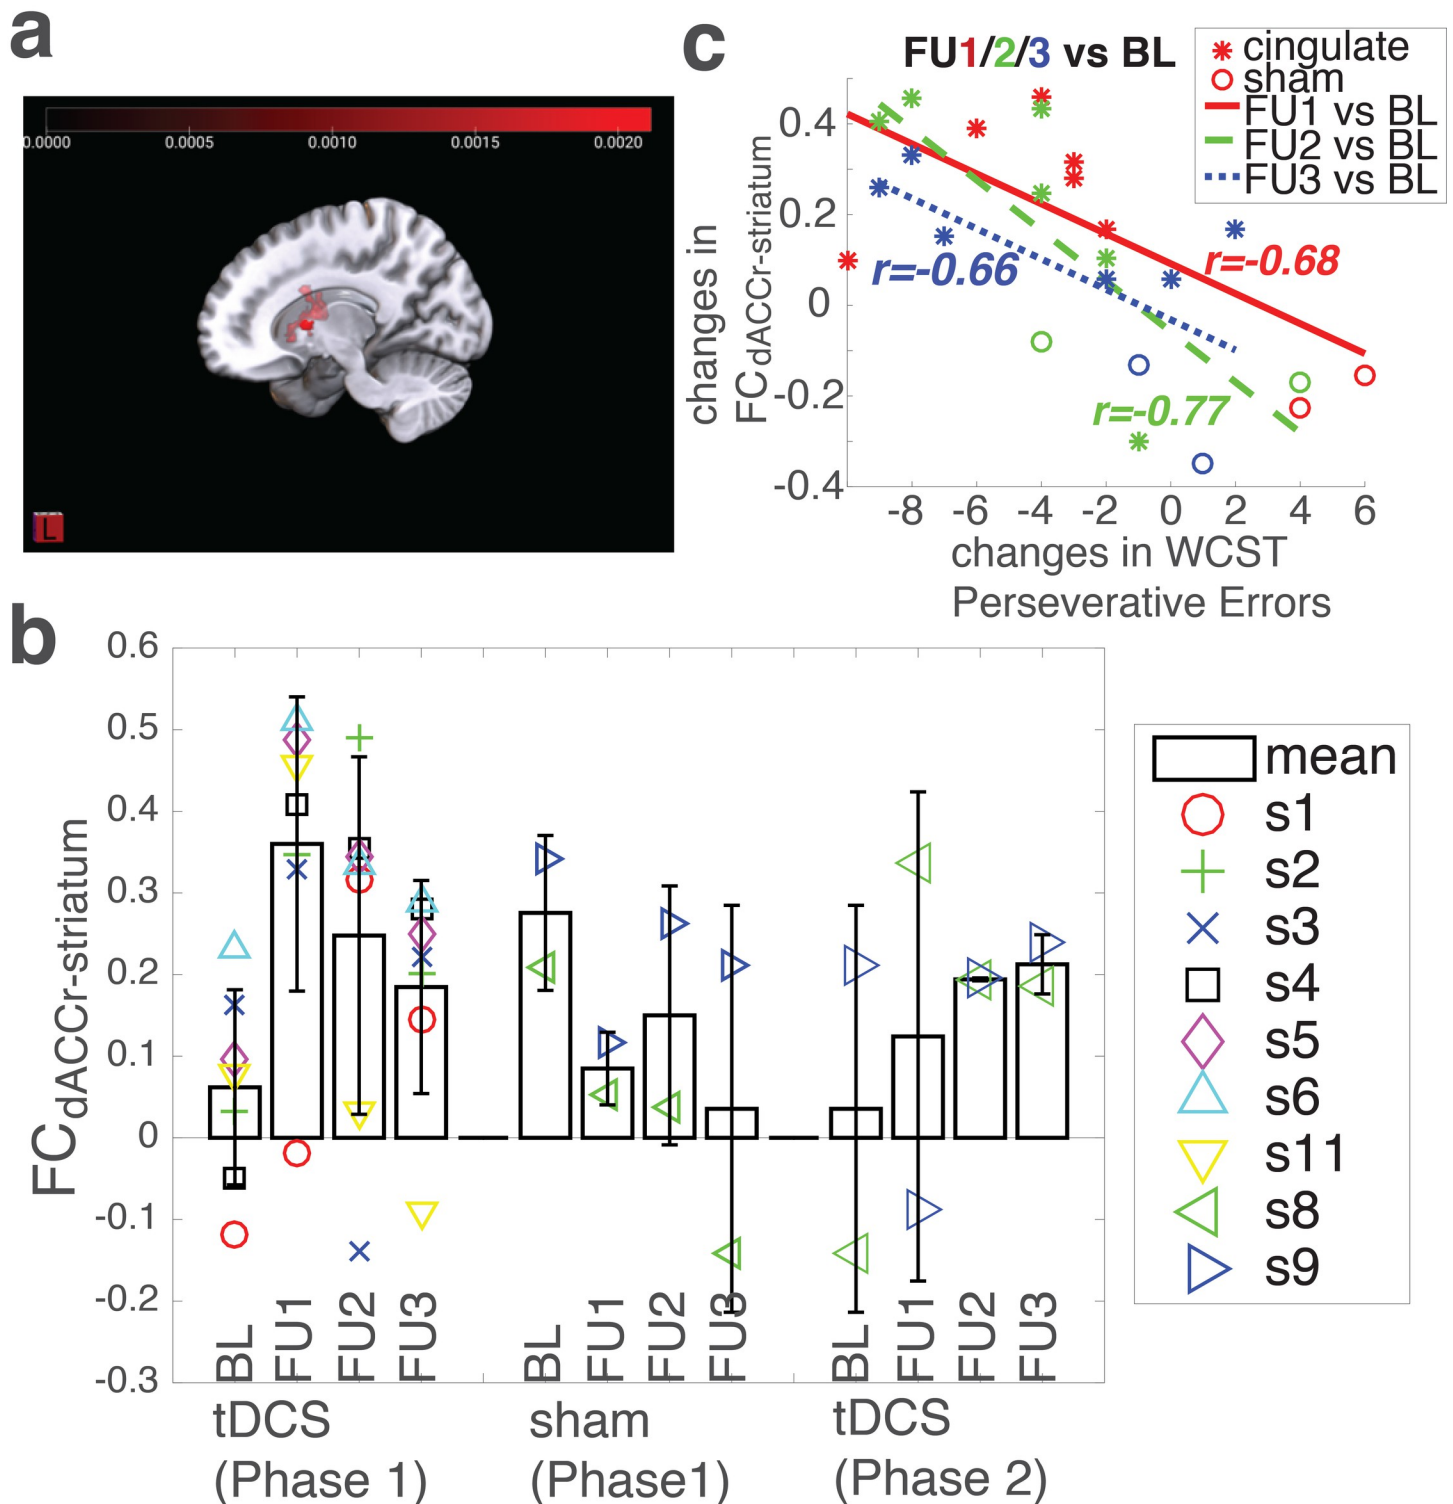 a
0.0000 0.0005 0.0010 0.0015 0.0020
L
c
FU1/2/3 vs BL
cingulate
sham
FU1 vs BL
FU2 vs BL
FU3 vs BL
changes in
FCdACCr-striatum
0.4
0.2
0
-0.2
-0.4
r=-0.66
r=-0.68
r=-0.77
-8 -6 -4 -2 0 2 4 6
changes in WCST
Perseverative Errors
b
FCdACCr-striatum
0.6
0.5
0.4
0.3
0.2
0.1
0
-0.1
-0.2
-0.3
BL FU1 FU2 FU3 BL FU1 FU2 FU3 BL FU1 FU2 FU3
tDCS sham tDCS
(Phase 1) (Phase1) (Phase 2)
mean
s1
s2
s3
s4
s5
s6
s11
s8
s9